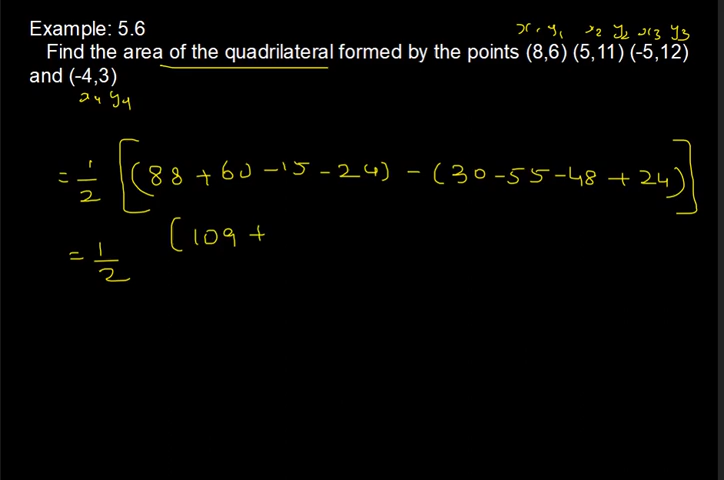 Example: 5.6
x1 y1 x2 y2 x3 y3
Find the area of the quadrilateral formed by the points (8,6) (5,11) (-5,12)
and (-4,3)
x4 y4
= 1/2 [(88 + 60 - 15 - 24) - (30 - 55 - 48 + 24)]
= 1/2 [109 +